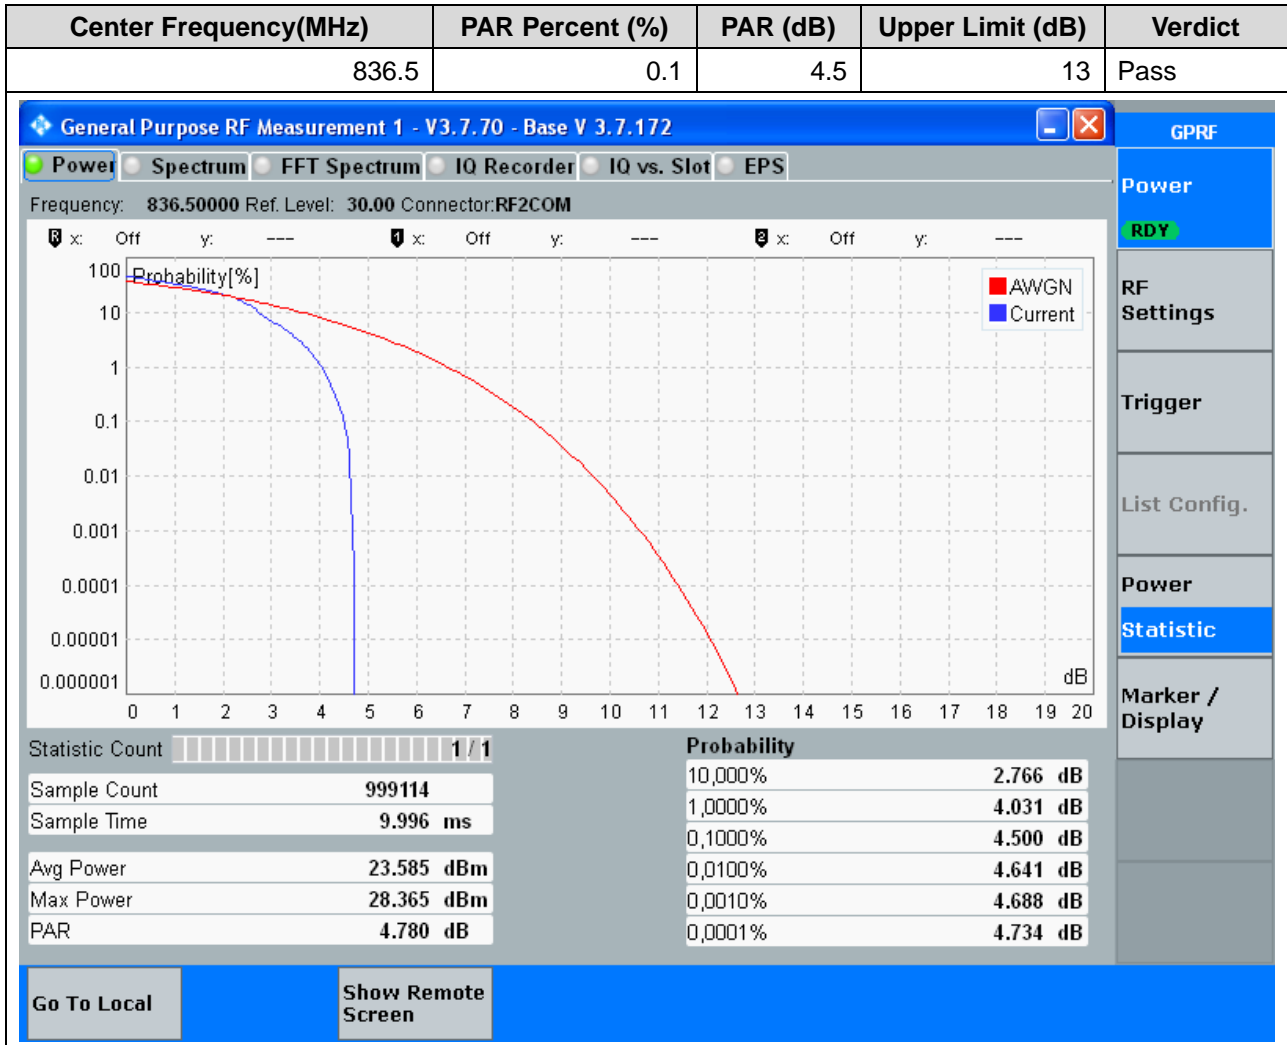 Center Frequency(MHz) PAR Percent (%) PAR (dB) Upper Limit (dB) Verdict
836.5 0.1 4.5 13 Pass
General Purpose RF Measurement 1 - V3.7.70 - Base V 3.7.172
GPRF
Power Spectrum FFT Spectrum IQ Recorder IQ vs. Slot EPS
Frequency: 836.50000 Ref. Level: 30.00 Connector:RF2COM
R x: Off y: --- 1 x: Off y: --- 2 x: Off y: ---
Probability[%]
AWGN
Current
100
10
1
0.1
0.01
0.001
0.0001
0.00001
0.000001
dB
0 1 2 3 4 5 6 7 8 9 10 11 12 13 14 15 16 17 18 19 20
Statistic Count 1 / 1
Sample Count 999114
Sample Time 9.996 ms
Avg Power 23.585 dBm
Max Power 28.365 dBm
PAR 4.780 dB
Probability
10,000% 2.766 dB
1,0000% 4.031 dB
0,1000% 4.500 dB
0,0100% 4.641 dB
0,0010% 4.688 dB
0,0001% 4.734 dB
Power
RDY
RF
Settings
Trigger
List Config.
Power
Statistic
Marker /
Display
Go To Local
Show Remote
Screen